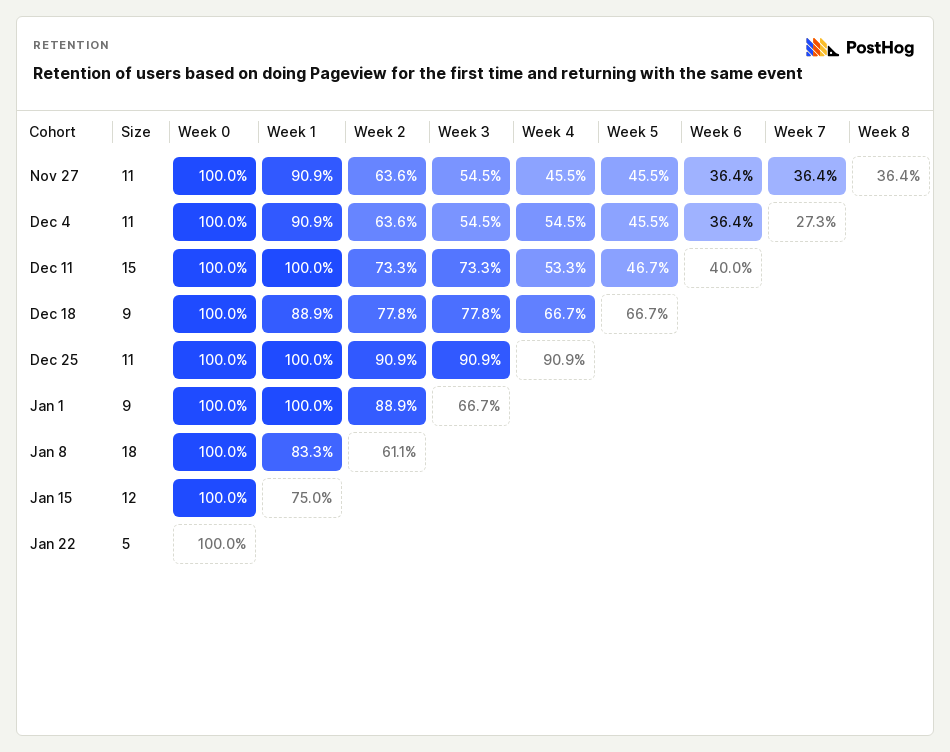 RETENTION
PostHog
Retention of users based on doing Pageview for the first time and returning with the same event
Cohort Size Week 0 Week 1 Week 2 Week 3 Week 4 Week 5 Week 6 Week 7 Week 8
Nov 27 11 100.0% 90.9% 63.6% 54.5% 45.5% 45.5% 36.4% 36.4% 36.4%
Dec 4 11 100.0% 90.9% 63.6% 54.5% 54.5% 45.5% 36.4% 27.3%
Dec 11 15 100.0% 100.0% 73.3% 73.3% 53.3% 46.7% 40.0%
Dec 18 9 100.0% 88.9% 77.8% 77.8% 66.7% 66.7%
Dec 25 11 100.0% 100.0% 90.9% 90.9% 90.9%
Jan 1 9 100.0% 100.0% 88.9% 66.7%
Jan 8 18 100.0% 83.3% 61.1%
Jan 15 12 100.0% 75.0%
Jan 22 5 100.0%